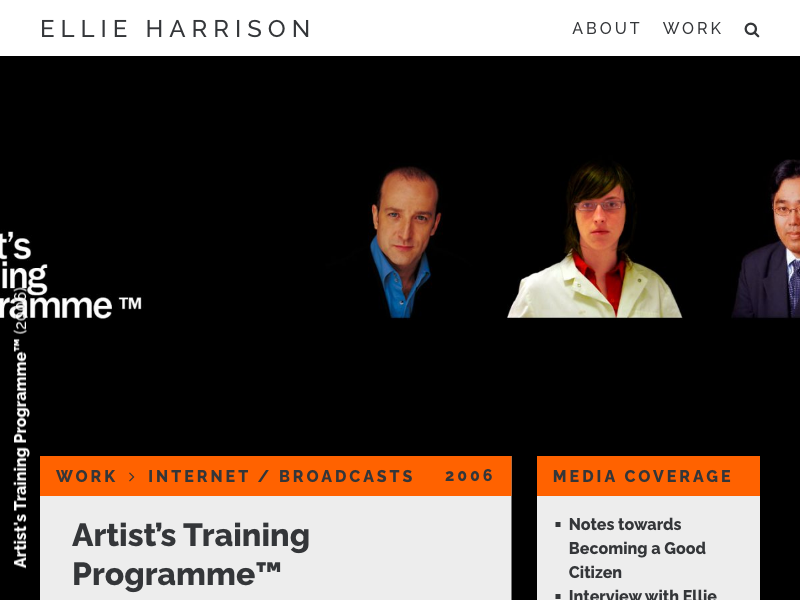 ELLIE HARRISON
ABOUT WORK
t's
ing
ramme ™
Artist's Training Programme™ (2006)
WORK > INTERNET / BROADCASTS 2006
Artist's Training
Programme™
MEDIA COVERAGE
▪ Notes towards
Becoming a Good
Citizen
▪ Interview with Ellie